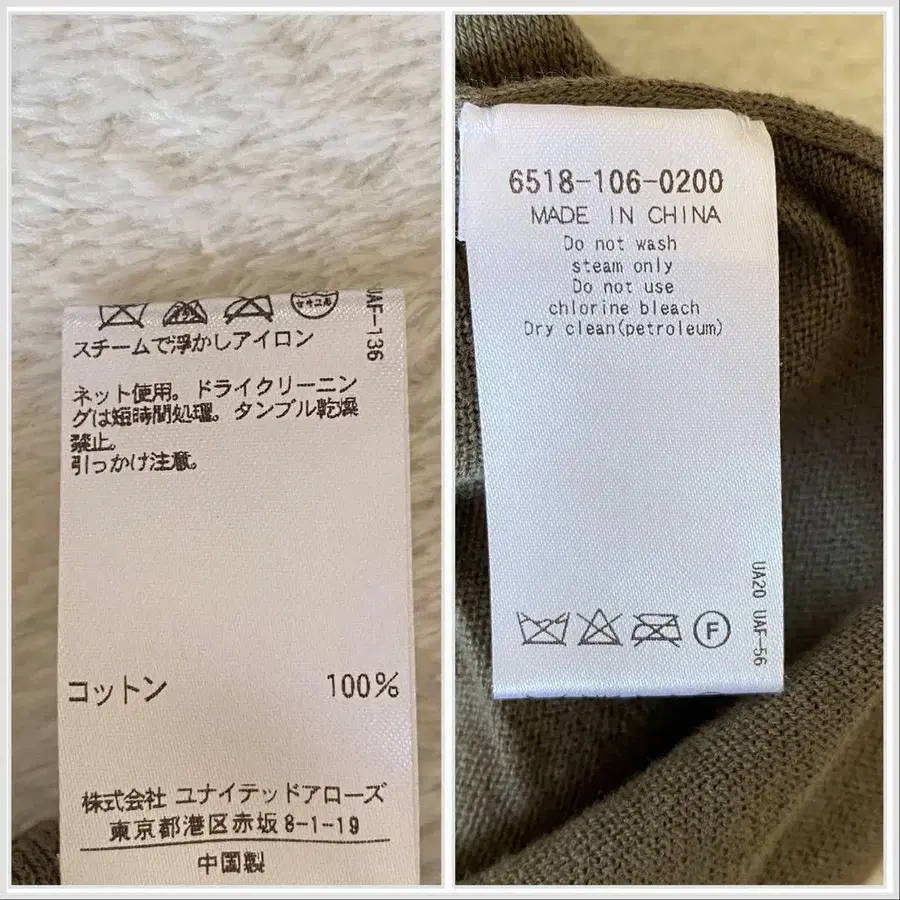 UAF-136
スチームで浮かしアイロン
ネット使用。ドライクリーニン
グは短時間処理。タンブル乾燥
禁止。
引っかけ注意。
コットン 100%
株式会社 ユナイテッドアローズ
東京都港区赤坂8-1-19
中国製
6518-106-0200
MADE IN CHINA
Do not wash
steam only
Do not use
chlorine bleach
Dry clean(petroleum)
UA20 UAF-56
F